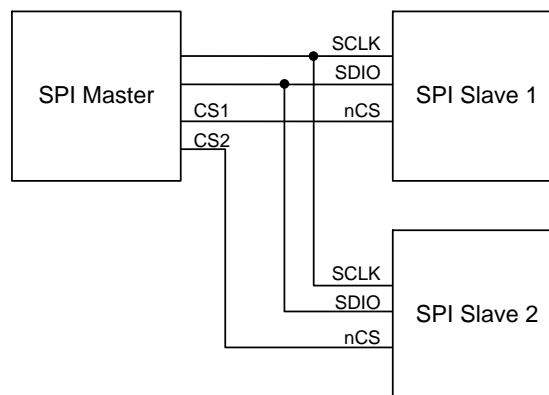 SCLK
SDIO
SPI Master
SPI Slave 1
CS1
nCS
CS2
SCLK
SDIO
SPI Slave 2
nCS